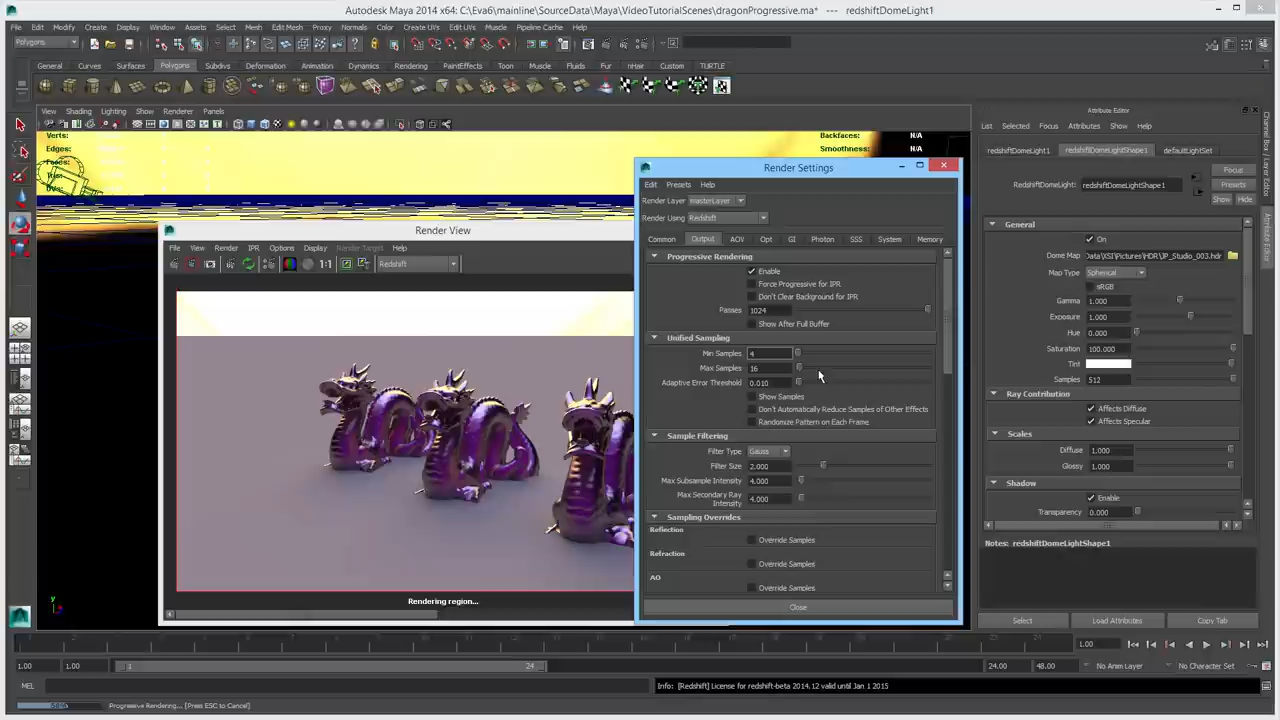 Autodesk Maya 2014 x64: C:\Eva6\mainline\SourceData\Maya\VideoTutorialScenes\dragonProgressive.ma* --- redshiftDomeLight1
File Edit Modify Create Display Window Assets Select Mesh Edit Mesh Proxy Normals Color Create UVs Edit UVs Muscle Pipeline Cache Help
Polygons
General Curves Surfaces Polygons Subdivs Deformation Animation Dynamics Rendering PaintEffects Toon Muscle Fluids Fur nHair Custom TURTLE
View Shading Lighting Show Renderer Panels
Verts:
Edges:
Backfaces: N/A
Smoothness: N/A
N/A
N/A
Render View
File View Render IPR Options Display Render Target Help
1:1 Redshift
Rendering region...
Render Settings
Edit Presets Help
Render Layer masterLayer
Render Using Redshift
Common Output AOV Opt GI Photon SSS System Memory
Progressive Rendering
Enable
Force Progressive for IPR
Don't Clear Background for IPR
Passes 1024
Show After Full Buffer
Unified Sampling
Min Samples 4
Max Samples 16
Adaptive Error Threshold 0.010
Show Samples
Don't Automatically Reduce Samples of Other Effects
Randomize Pattern on Each Frame
Sample Filtering
Filter Type Gauss
Filter Size 2.000
Max Subsample Intensity 4.000
Max Secondary Ray Intensity 4.000
Sampling Overrides
Reflection
Override Samples
Refraction
Override Samples
AO
Override Samples
Close
Attribute Editor
List Selected Focus Attributes Show Help
redshiftDomeLight1 redshiftDomeLightShape1 defaultLightSet
Focus
redshiftDomeLight: redshiftDomeLightShape1 Presets
Show Hide
General
On
Dome Map Data\XSI\Pictures\HDR\JP_Studio_003.hdr
Map Type Spherical
sRGB
Gamma 1.000
Exposure 1.000
Hue 0.000
Saturation 100.000
Tint
Samples 512
Ray Contribution
Affects Diffuse
Affects Specular
Scales
Diffuse 1.000
Glossy 1.000
Shadow
Enable
Transparency 0.000
Notes: redshiftDomeLightShape1
Select Load Attributes Copy Tab
Channel Box / Layer Editor
Attribute Editor
y
1.00
1.00 1.00 1 24 24.00 48.00 No Anim Layer No Character Set
MEL Info: [Redshift] License for redshift-beta 2014.12 valid until Jan 1 2015
Progressive Rendering... [Press ESC to Cancel]